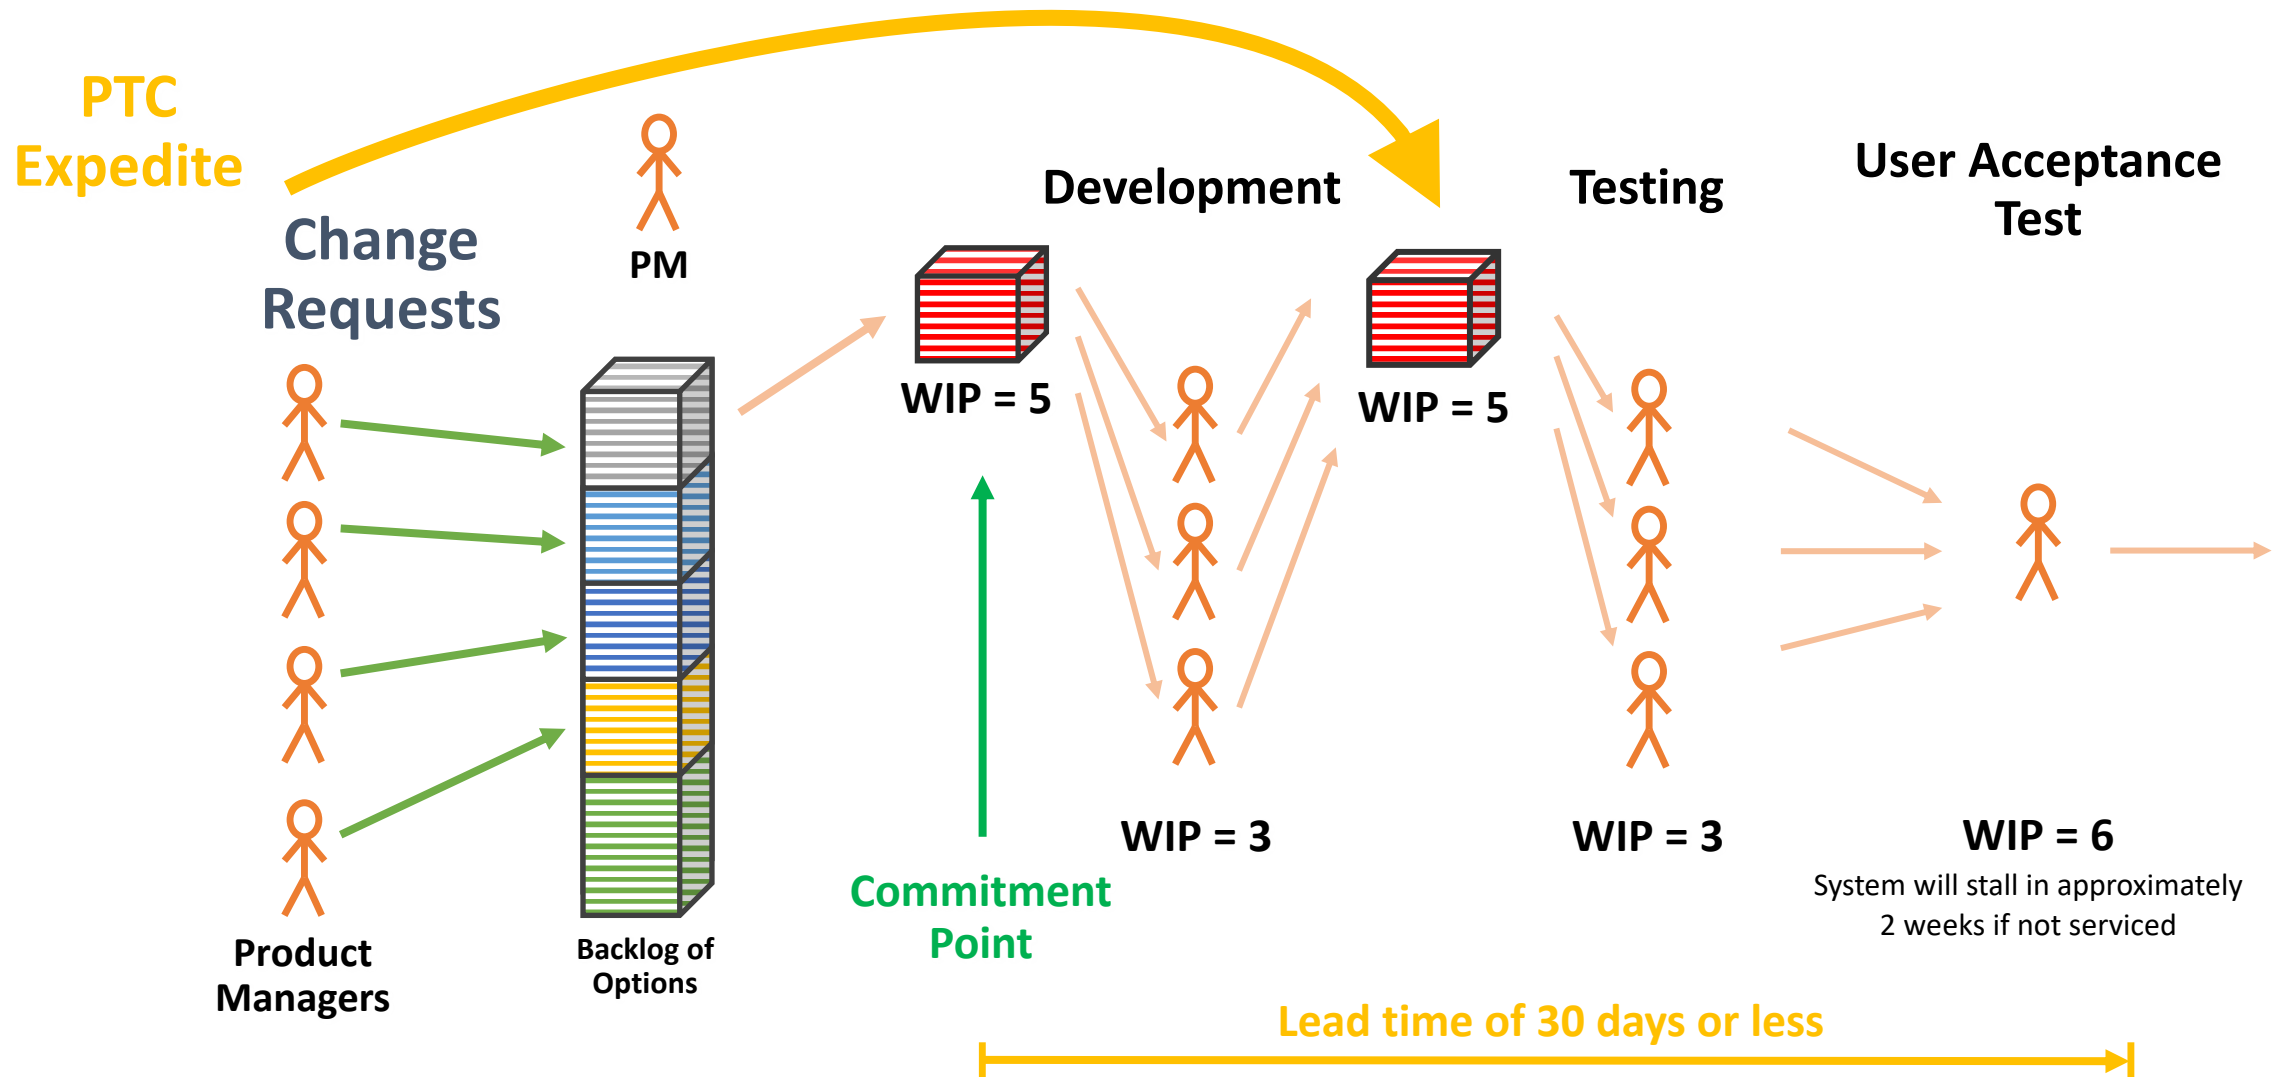 PTC
Expedite
Change
Requests
PM
Development
Testing
User Acceptance
Test
WIP = 5
WIP = 5
Product
Managers
Backlog of
Options
Commitment
Point
WIP = 3
WIP = 3
WIP = 6
System will stall in approximately
2 weeks if not serviced
Lead time of 30 days or less